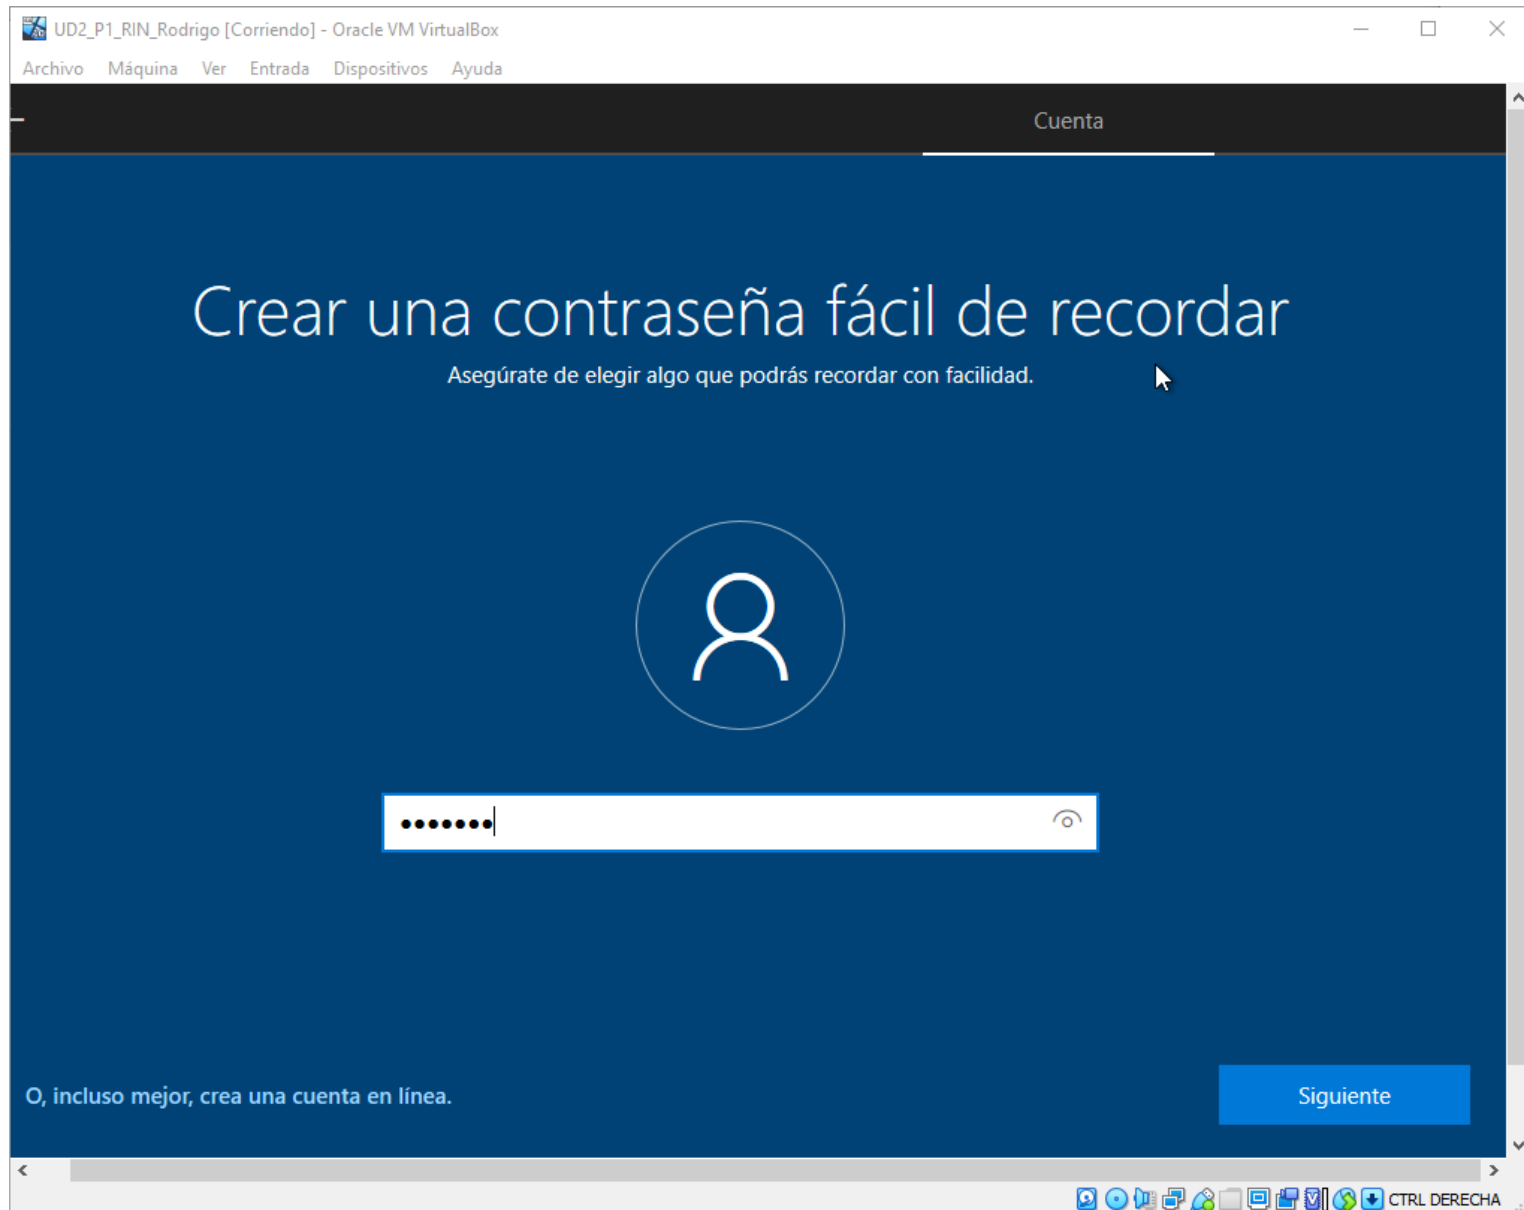 UD2_P1_RIN_Rodrigo [Corriendo] - Oracle VM VirtualBox
Archivo Máquina Ver Entrada Dispositivos Ayuda
Cuenta
Crear una contraseña fácil de recordar
Asegúrate de elegir algo que podrás recordar con facilidad.
•••••••
O, incluso mejor, crea una cuenta en línea.
Siguiente
CTRL DERECHA